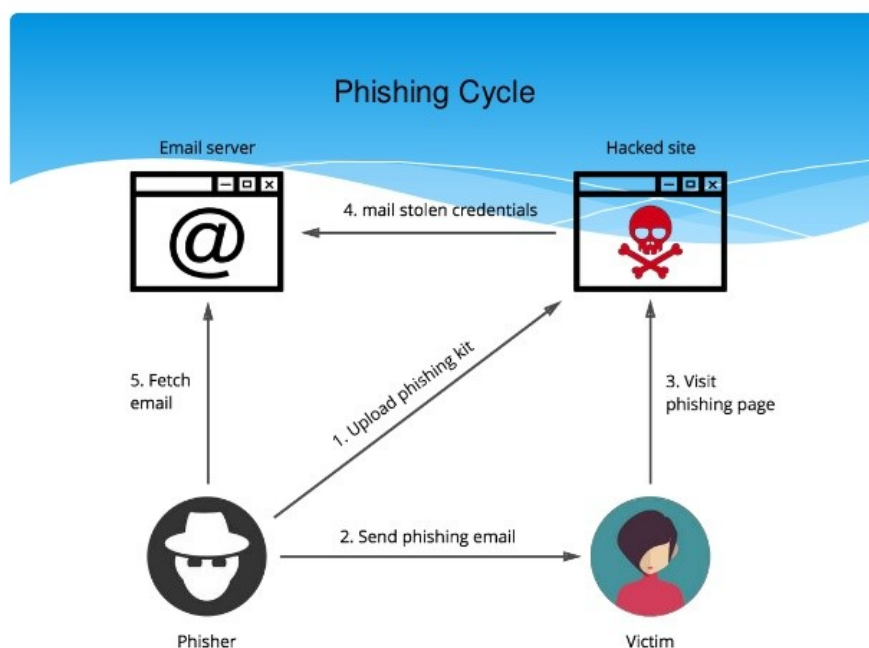 Phishing Cycle
Email server
Hacked site
@
4. mail stolen credentials
5. Fetch
email
1. Upload phishing kit
3. Visit
phishing page
2. Send phishing email
Phisher
Victim